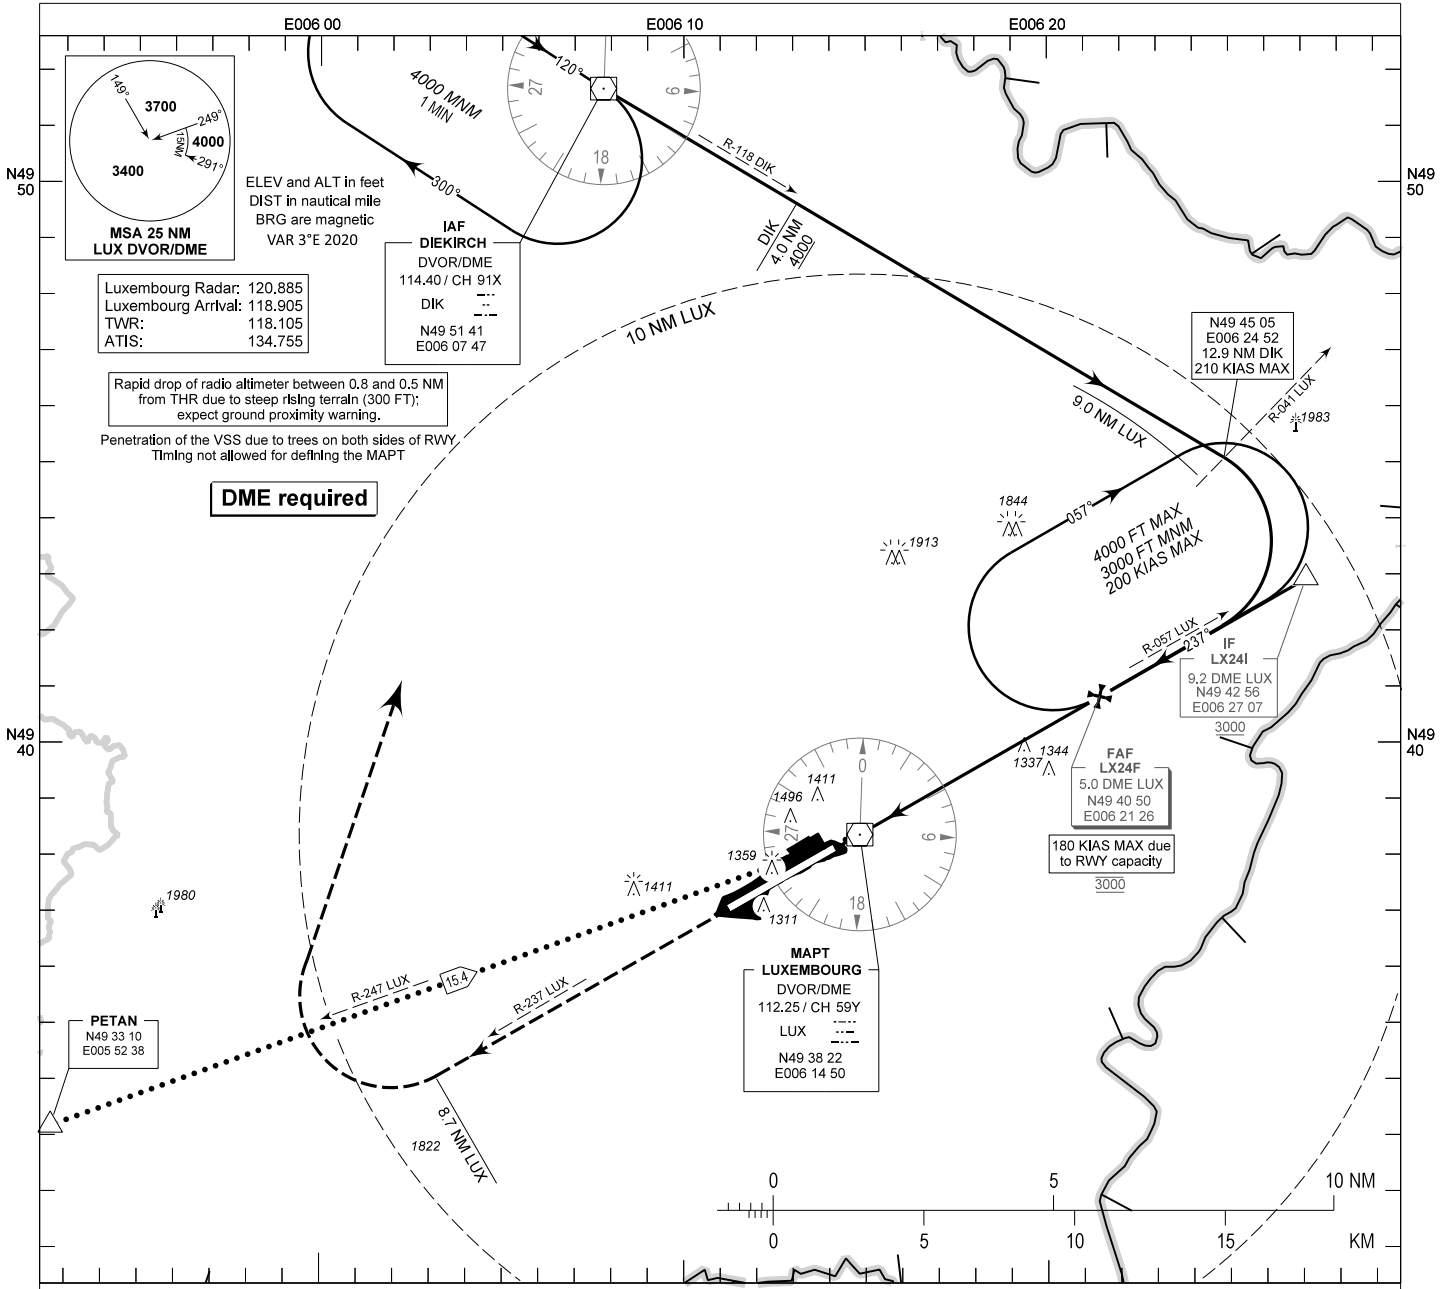 E006 00
E006 10
E006 20
149°
3700
249°
4000
15NM
291°
3400
MSA 25 NM
LUX DVOR/DME
ELEV and ALT in feet
DIST in nautical mile
BRG are magnetic
VAR 3°E 2020
4000 MNM
1 MIN
120°
300°
27
9
18
R-118 DIK
DIK
4.0 NM
4000
N49
50
N49
50
IAF
DIEKIRCH
DVOR/DME
114.40 / CH 91X
DIK
N49 51 41
E006 07 47
Luxembourg Radar: 120.885
Luxembourg Arrival: 118.905
TWR: 118.105
ATIS: 134.755
Rapid drop of radio altimeter between 0.8 and 0.5 NM
from THR due to steep rising terrain (300 FT);
expect ground proximity warning.
Penetration of the VSS due to trees on both sides of RWY
Timing not allowed for defining the MAPT
DME required
10 NM LUX
N49 45 05
E006 24 52
12.9 NM DIK
210 KIAS MAX
R-041 LUX
1983
9.0 NM LUX
1844
1913
057°
4000 FT MAX
3000 FT MNM
200 KIAS MAX
R-057 LUX
237°
IF
LX24I
9.2 DME LUX
N49 42 56
E006 27 07
3000
N49
40
N49
40
FAF
LX24F
5.0 DME LUX
N49 40 50
E006 21 26
180 KIAS MAX due
to RWY capacity
3000
1344
1337
1411
1496
0
27
9
18
1359
1411
1311
1980
MAPT
LUXEMBOURG
DVOR/DME
112.25 / CH 59Y
LUX
N49 38 22
E006 14 50
R-247 LUX
15.4
R-237 LUX
PETAN
N49 33 10
E005 52 38
8.7 NM LUX
1822
0 5 10 NM
0 5 10 15 KM